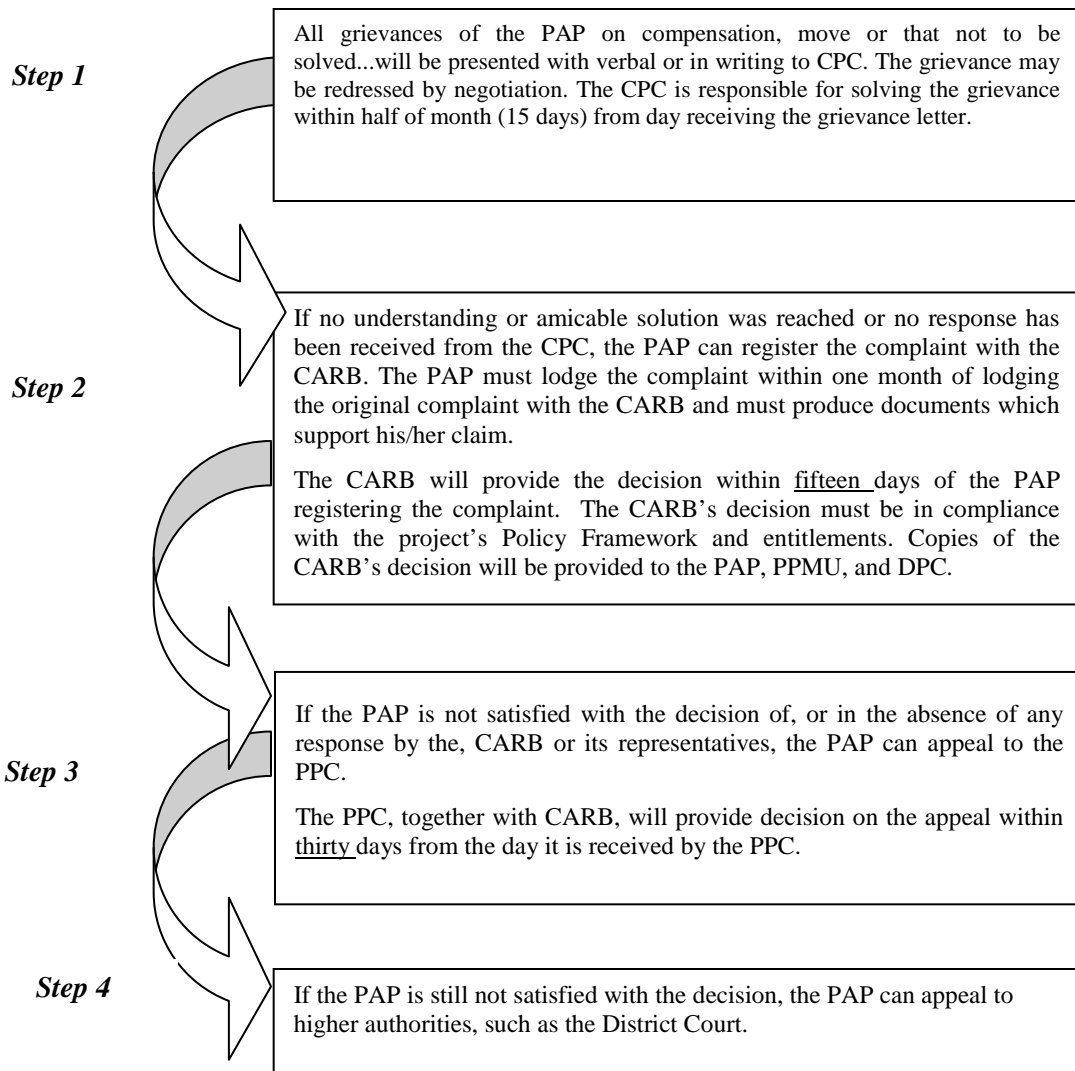 Step 1
All grievances of the PAP on compensation, move or that not to be
solved...will be presented with verbal or in writing to CPC. The grievance may
be redressed by negotiation. The CPC is responsible for solving the grievance
within half of month (15 days) from day receiving the grievance letter.
Step 2
If no understanding or amicable solution was reached or no response has
been received from the CPC, the PAP can register the complaint with the
CARB. The PAP must lodge the complaint within one month of lodging
the original complaint with the CARB and must produce documents which
support his/her claim.
The CARB will provide the decision within fifteen days of the PAP
registering the complaint. The CARB’s decision must be in compliance
with the project’s Policy Framework and entitlements. Copies of the
CARB’s decision will be provided to the PAP, PPMU, and DPC.
Step 3
If the PAP is not satisfied with the decision of, or in the absence of any
response by the, CARB or its representatives, the PAP can appeal to the
PPC.
The PPC, together with CARB, will provide decision on the appeal within
thirty days from the day it is received by the PPC.
Step 4
If the PAP is still not satisfied with the decision, the PAP can appeal to
higher authorities, such as the District Court.